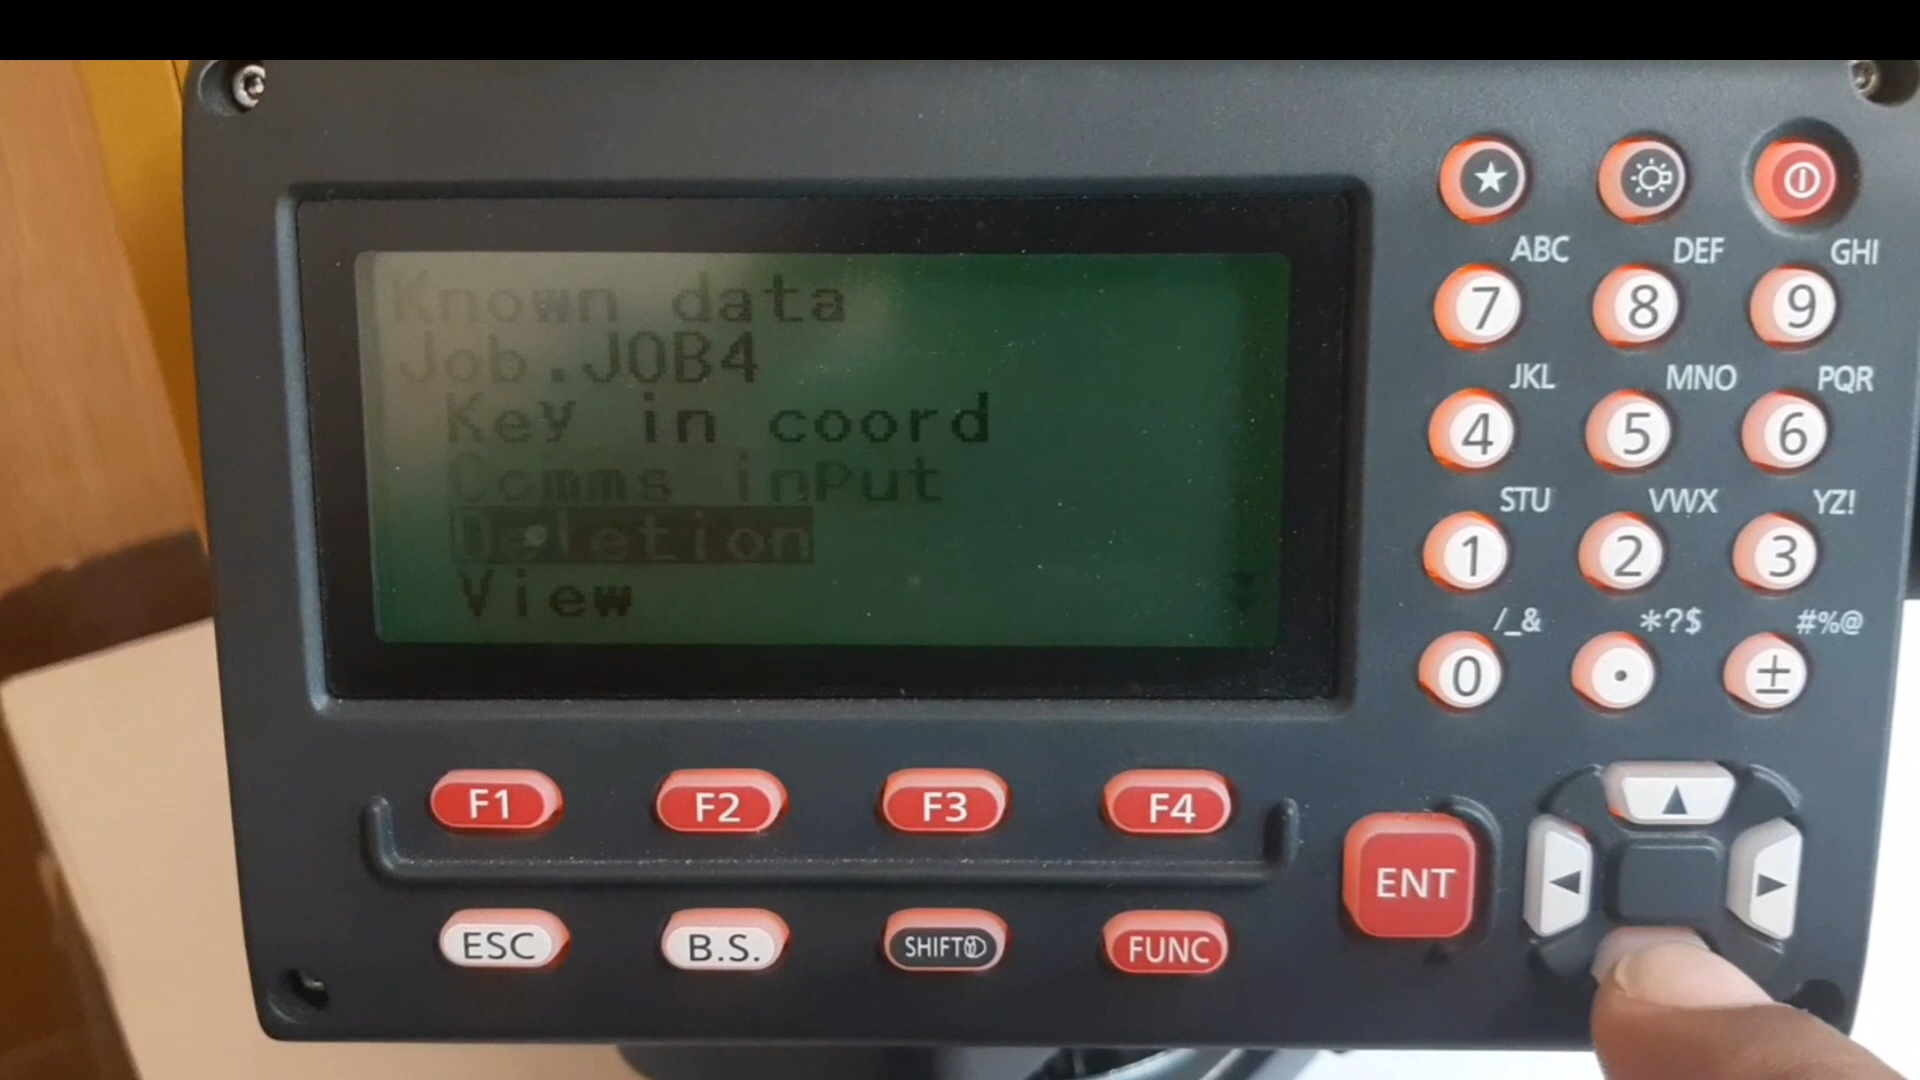 Known data
Job.JOB4
Key in coord
Comms input
Deletion
View
ABC DEF GHI
7 8 9
JKL MNO PQR
4 5 6
STU VWX YZ!
1 2 3
/_& *?$ #%@
0 . ±
F1 F2 F3 F4
ENT
ESC B.S. SHIFT FUNC